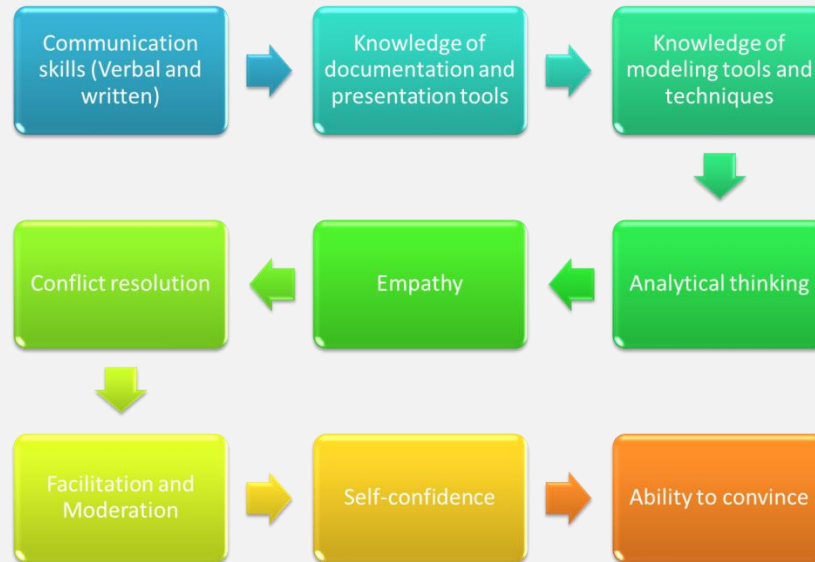 Communication
skills (Verbal and
written)
Knowledge of
documentation and
presentation tools
Knowledge of
modeling tools and
techniques
Analytical thinking
Empathy
Conflict resolution
Facilitation and
Moderation
Self-confidence
Ability to convince